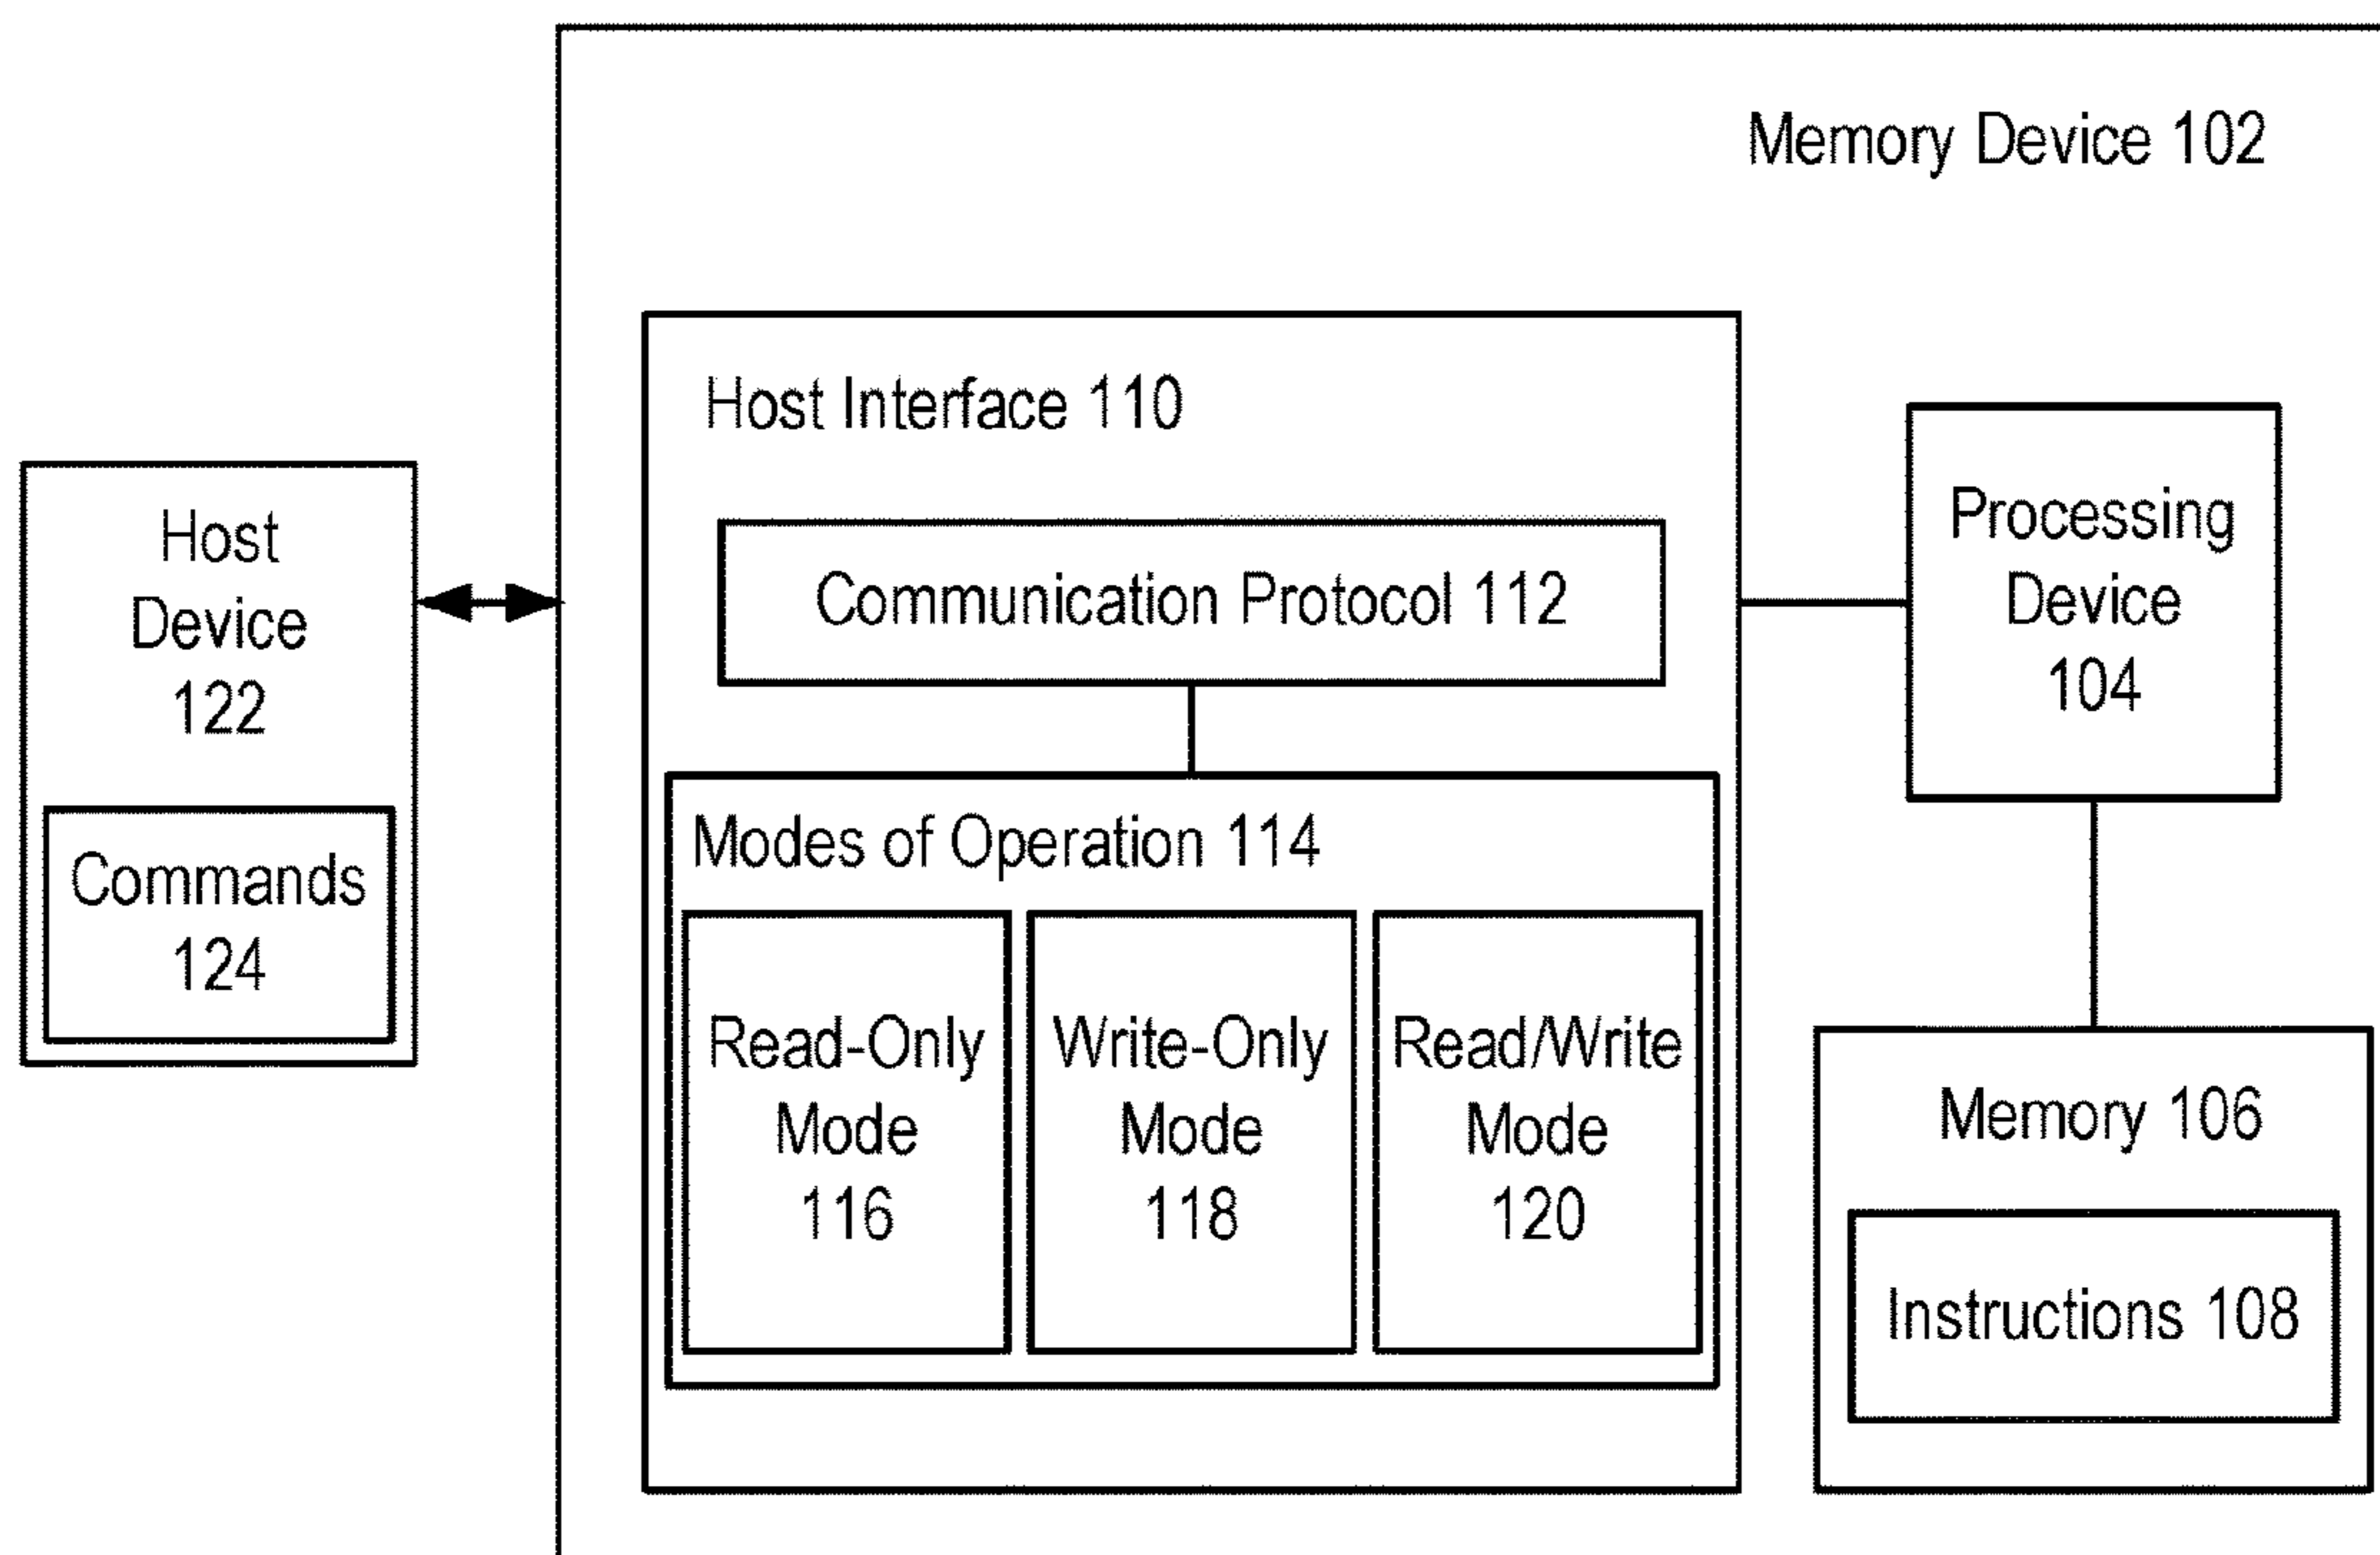 Memory Device 102
Host Interface 110
Communication Protocol 112
Host
Device
122
Commands
124
Modes of Operation 114
Read-Only
Mode
116
Write-Only
Mode
118
Read/Write
Mode
120
Processing
Device
104
Memory 106
Instructions 108